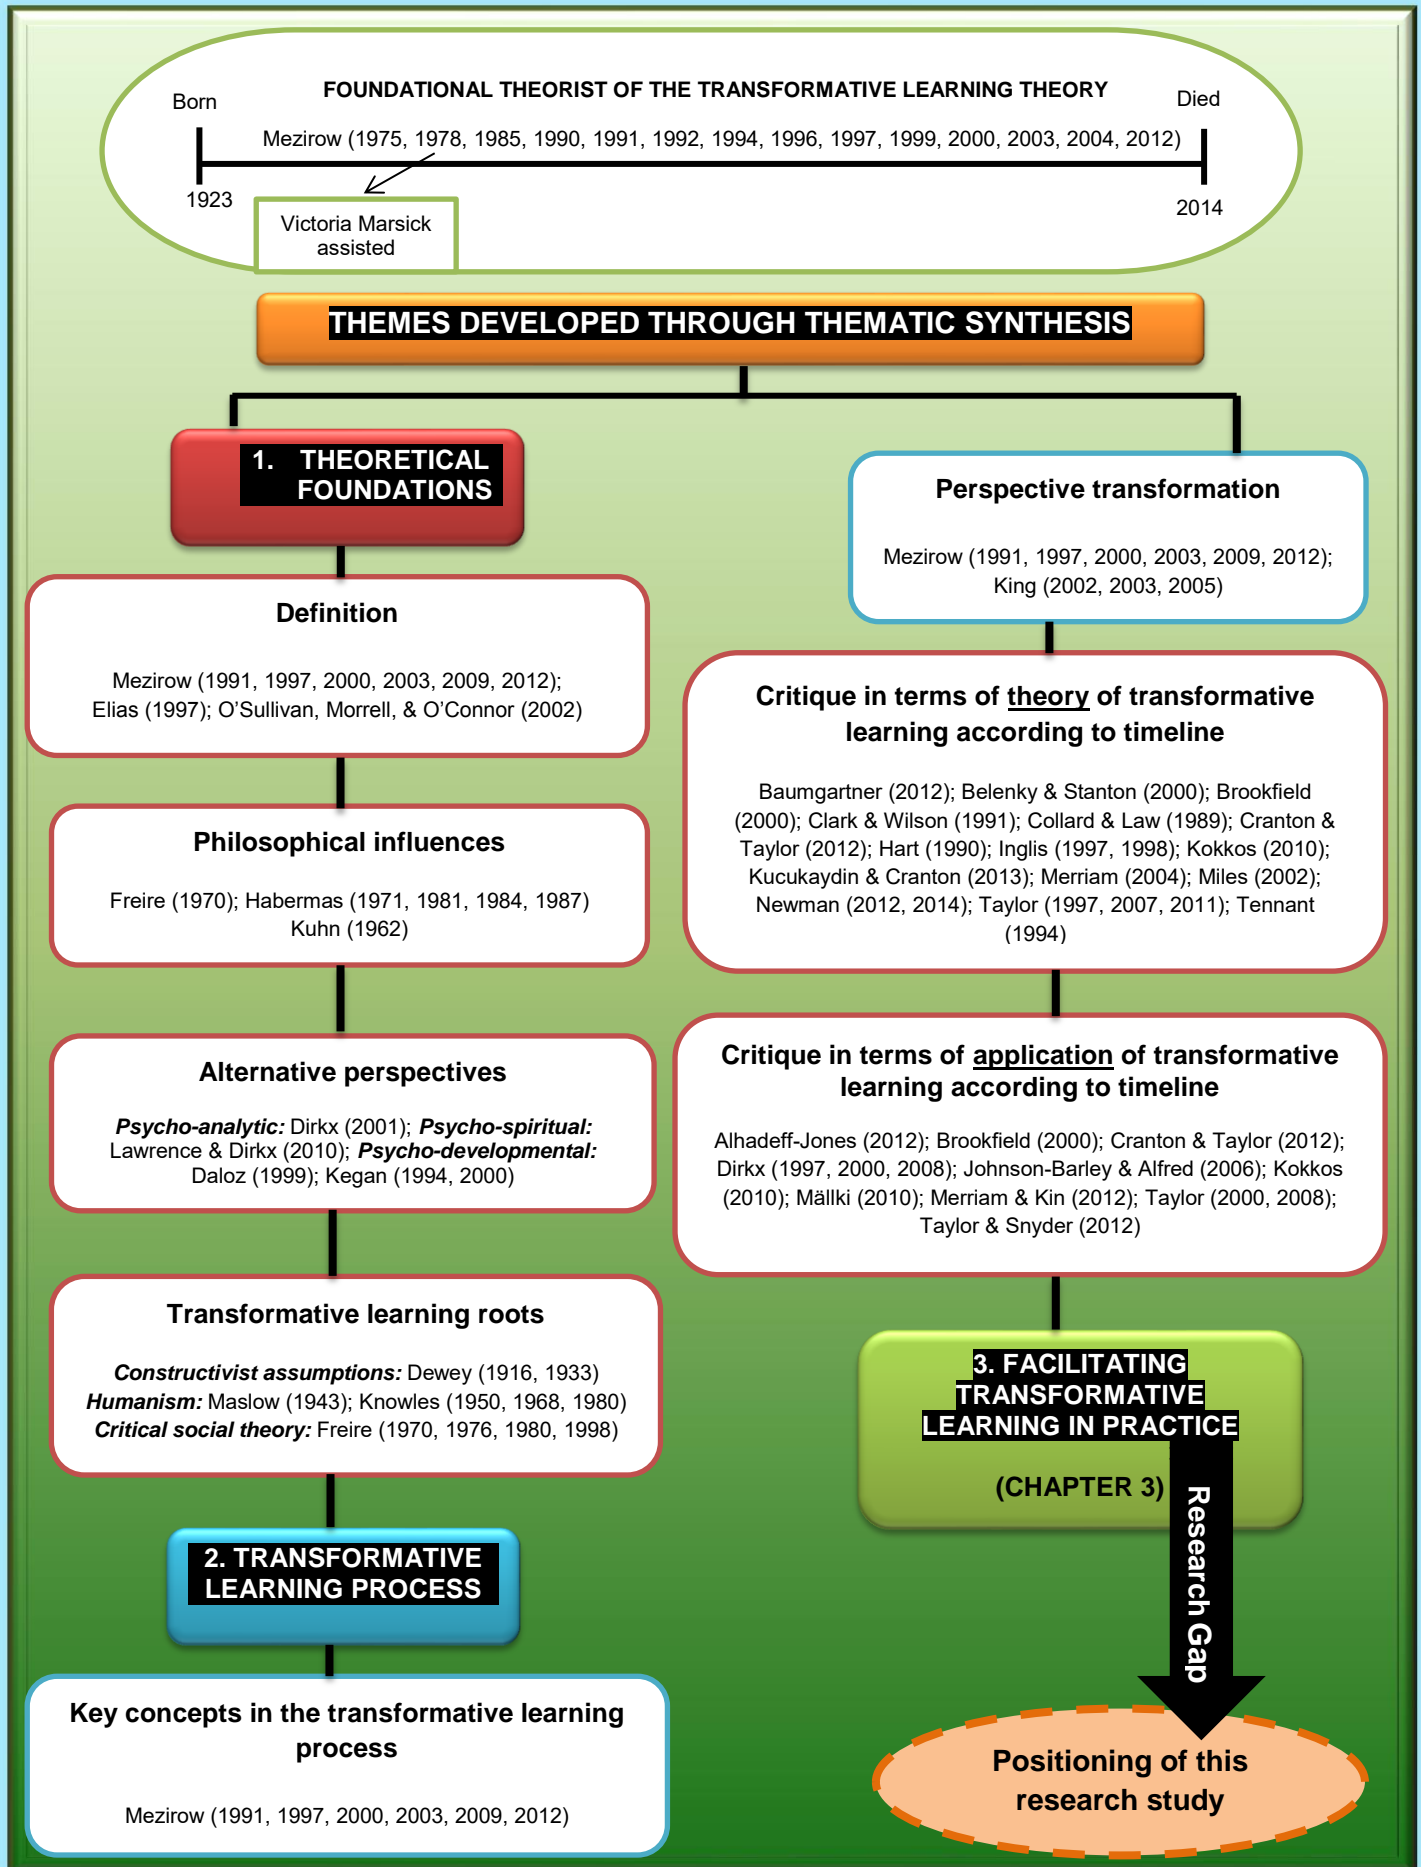 FOUNDATIONAL THEORIST OF THE TRANSFORMATIVE LEARNING THEORY
Born
Died
Mezirow (1975, 1978, 1985, 1990, 1991, 1992, 1994, 1996, 1997, 1999, 2000, 2003, 2004, 2012)
1923
2014
Victoria Marsick
assisted
THEMES DEVELOPED THROUGH THEMATIC SYNTHESIS
1. THEORETICAL
FOUNDATIONS
Definition
Mezirow (1991, 1997, 2000, 2003, 2009, 2012);
Elias (1997); O’Sullivan, Morrell, & O’Connor (2002)
Philosophical influences
Freire (1970); Habermas (1971, 1981, 1984, 1987)
Kuhn (1962)
Alternative perspectives
Psycho-analytic: Dirkx (2001); Psycho-spiritual:
Lawrence & Dirkx (2010); Psycho-developmental:
Daloz (1999); Kegan (1994, 2000)
Transformative learning roots
Constructivist assumptions: Dewey (1916, 1933)
Humanism: Maslow (1943); Knowles (1950, 1968, 1980)
Critical social theory: Freire (1970, 1976, 1980, 1998)
2. TRANSFORMATIVE
LEARNING PROCESS
Key concepts in the transformative learning
process
Mezirow (1991, 1997, 2000, 2003, 2009, 2012)
Perspective transformation
Mezirow (1991, 1997, 2000, 2003, 2009, 2012);
King (2002, 2003, 2005)
Critique in terms of theory of transformative
learning according to timeline
Baumgartner (2012); Belenky & Stanton (2000); Brookfield
(2000); Clark & Wilson (1991); Collard & Law (1989); Cranton &
Taylor (2012); Hart (1990); Inglis (1997, 1998); Kokkos (2010);
Kucukaydin & Cranton (2013); Merriam (2004); Miles (2002);
Newman (2012, 2014); Taylor (1997, 2007, 2011); Tennant
(1994)
Critique in terms of application of transformative
learning according to timeline
Alhadeff-Jones (2012); Brookfield (2000); Cranton & Taylor (2012);
Dirkx (1997, 2000, 2008); Johnson-Barley & Alfred (2006); Kokkos
(2010); Mällki (2010); Merriam & Kin (2012); Taylor (2000, 2008);
Taylor & Snyder (2012)
3. FACILITATING
TRANSFORMATIVE
LEARNING IN PRACTICE
(CHAPTER 3)
Research Gap
Positioning of this
research study